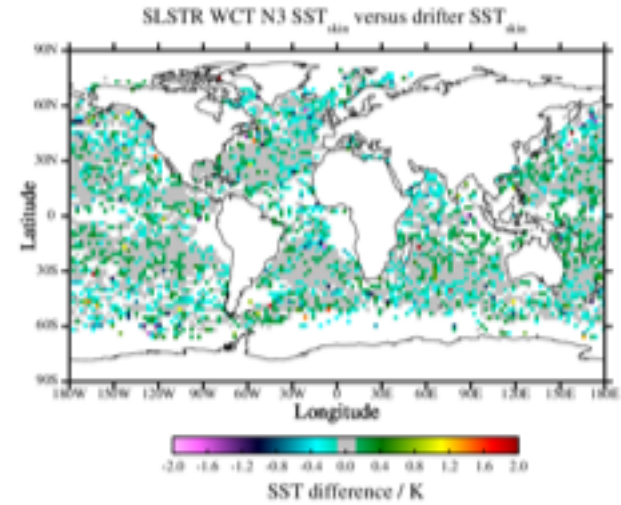 SLSTR WCT N3 SST skin versus drifter SST skin
90N
60N
30N
0
30S
60S
90S
Latitude
180W 150W 120W 90W 60W 30W 0 30E 60E 90E 120E 150E 180E
Longitude
-2.0 -1.6 -1.2 -0.8 -0.4 0.0 0.4 0.8 1.2 1.6 2.0
SST difference / K